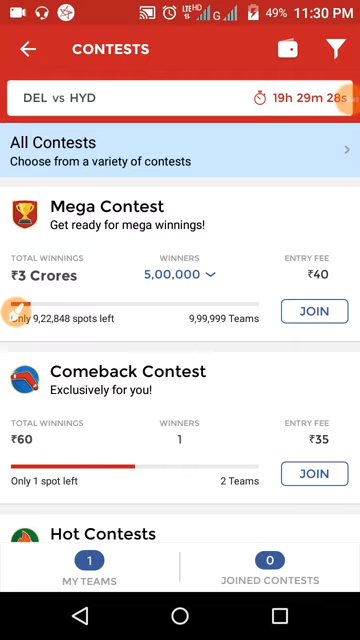 LTE HD
G
49%
11:30 PM
CONTESTS
DEL vs HYD
19h 29m 28s
All Contests
Choose from a variety of contests
Mega Contest
Get ready for mega winnings!
TOTAL WINNINGS
WINNERS
ENTRY FEE
₹3 Crores
5,00,000
₹40
Only 9,22,848 spots left
9,99,999 Teams
JOIN
Comeback Contest
Exclusively for you!
TOTAL WINNINGS
WINNERS
ENTRY FEE
₹60
1
₹35
Only 1 spot left
2 Teams
JOIN
Hot Contests
1
MY TEAMS
0
JOINED CONTESTS